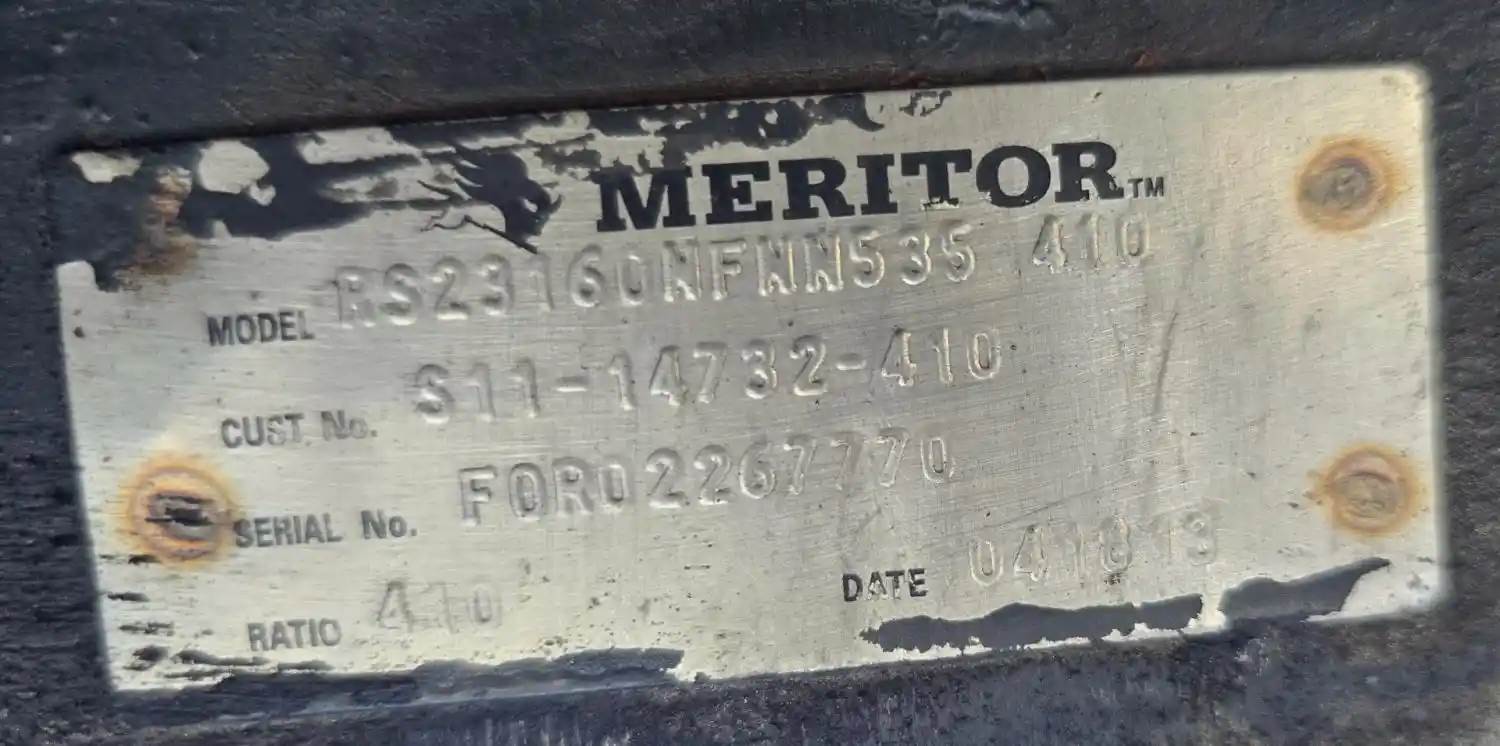 MERITOR™
MODEL RS23160NFNN535 410
CUST. No. S11-14732-410
SERIAL No. FOR02267770
RATIO 410 DATE 041813